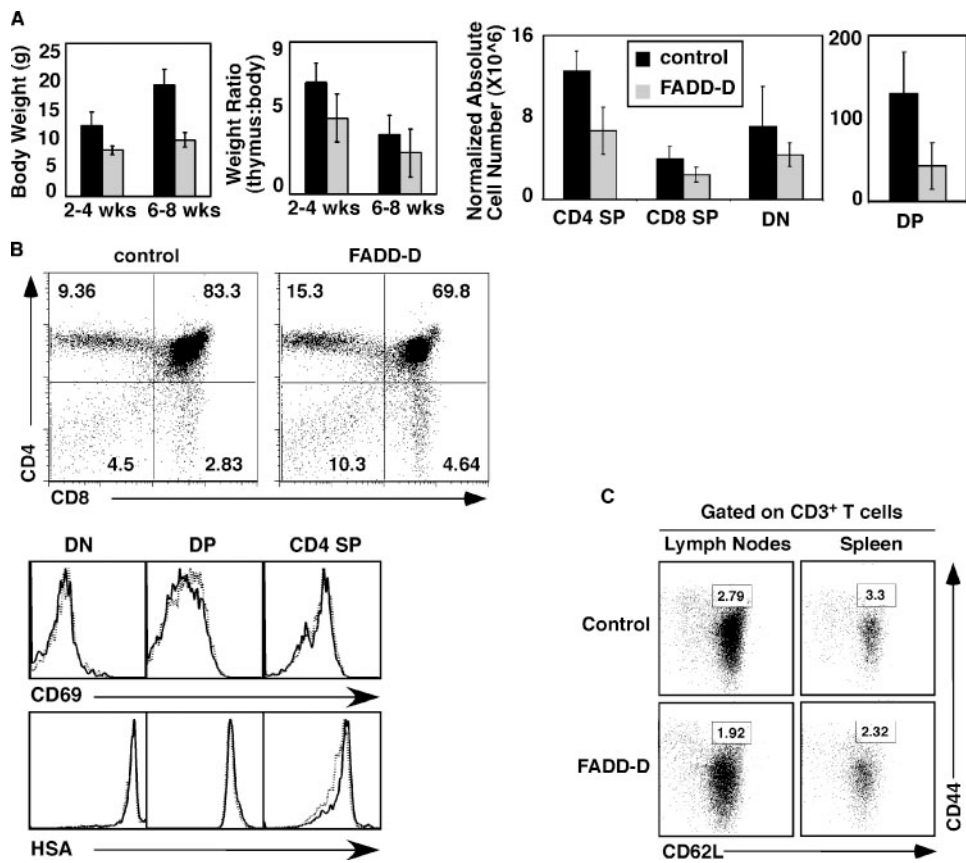 A
Body Weight (g)
25
20
15
10
5
0
2-4 wks 6-8 wks
Weight Ratio
(thymus:body)
9
5
0
2-4 wks 6-8 wks
Normalized Absolute
Cell Number (X10^6)
16
8
0
control
FADD-D
CD4 SP CD8 SP DN
200
100
0
DP
B
control FADD-D
9.36 83.3
4.5 2.83
15.3 69.8
10.3 4.64
CD4
CD8
DN DP CD4 SP
CD69
HSA
C
Gated on CD3+ T cells
Lymph Nodes Spleen
Control
2.79 3.3
FADD-D
1.92 2.32
CD44
CD62L